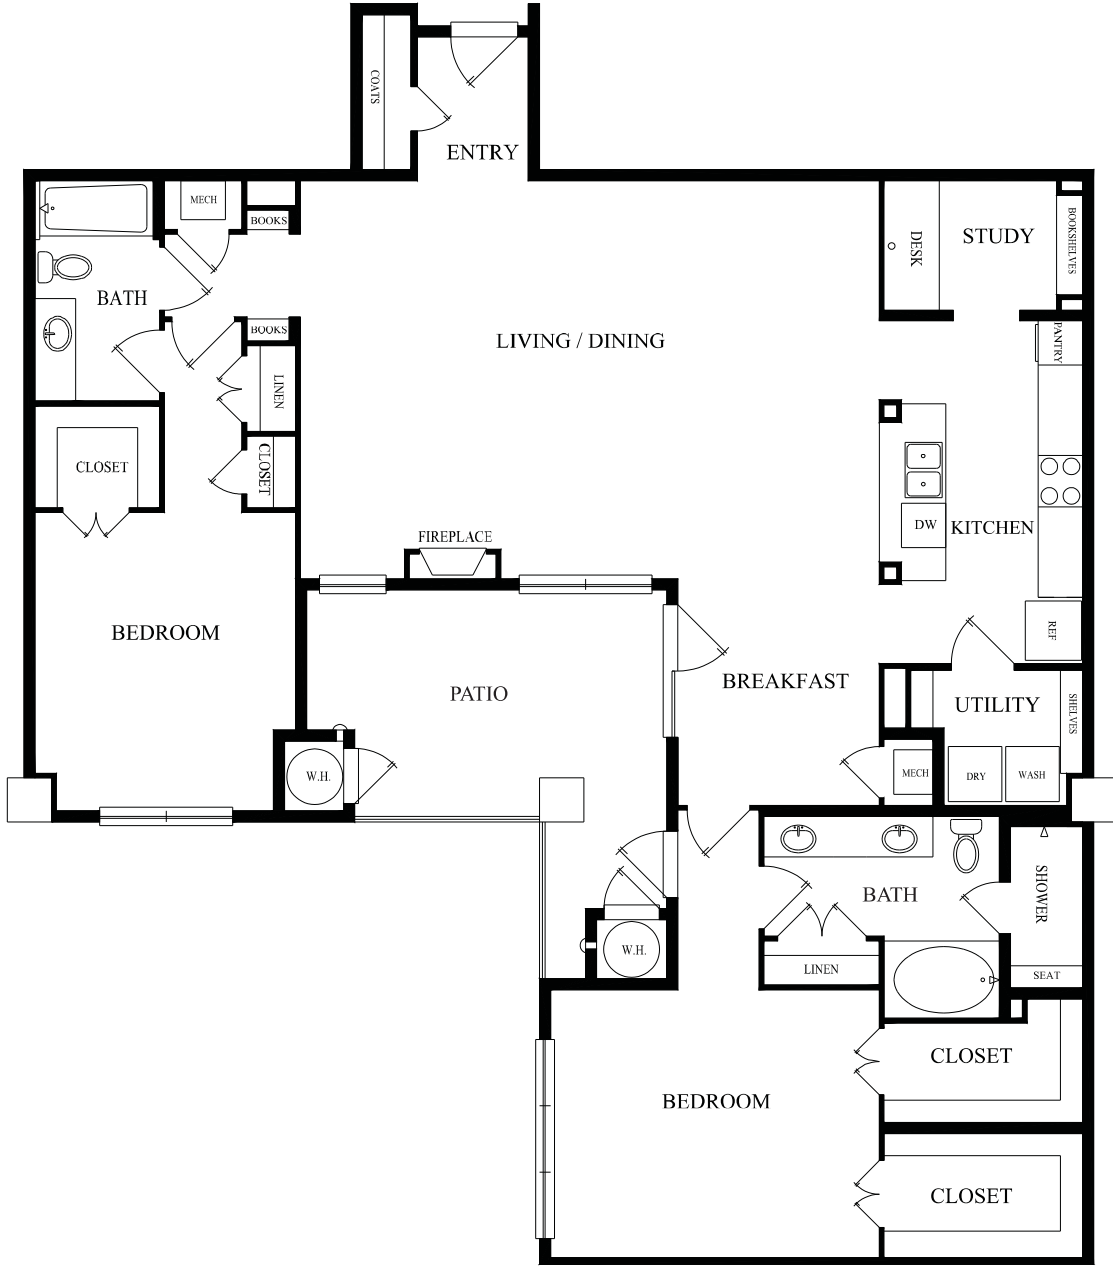 COATS
ENTRY
MECH
BOOKS
DESK
STUDY
BOOKSHELVES
BATH
BOOKS
LIVING / DINING
PANTRY
LINEN
CLOSET
CLOSET
DW
KITCHEN
FIREPLACE
BEDROOM
REF
PATIO
BREAKFAST
UTILITY
SHELVES
W.H.
MECH
DRY
WASH
BATH
SHOWER
W.H.
LINEN
SEAT
CLOSET
BEDROOM
CLOSET